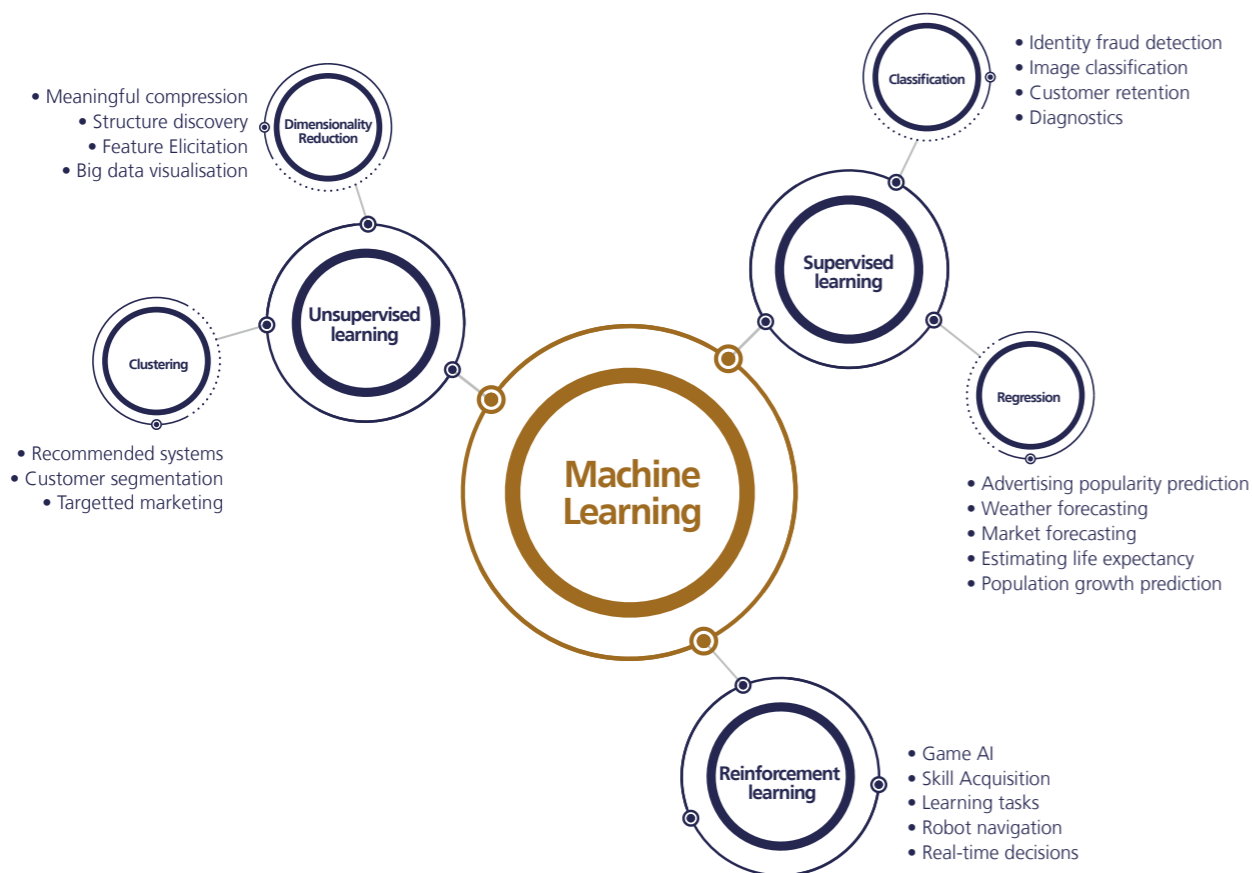 • Meaningful compression
• Structure discovery
• Feature Elicitation
• Big data visualisation
Dimensionality
Reduction
Classification
• Identity fraud detection
• Image classification
• Customer retention
• Diagnostics
Unsupervised
learning
Supervised
learning
Clustering
• Recommended systems
• Customer segmentation
• Targetted marketing
Regression
• Advertising popularity prediction
• Weather forecasting
• Market forecasting
• Estimating life expectancy
• Population growth prediction
Machine
Learning
Reinforcement
learning
• Game AI
• Skill Acquisition
• Learning tasks
• Robot navigation
• Real-time decisions